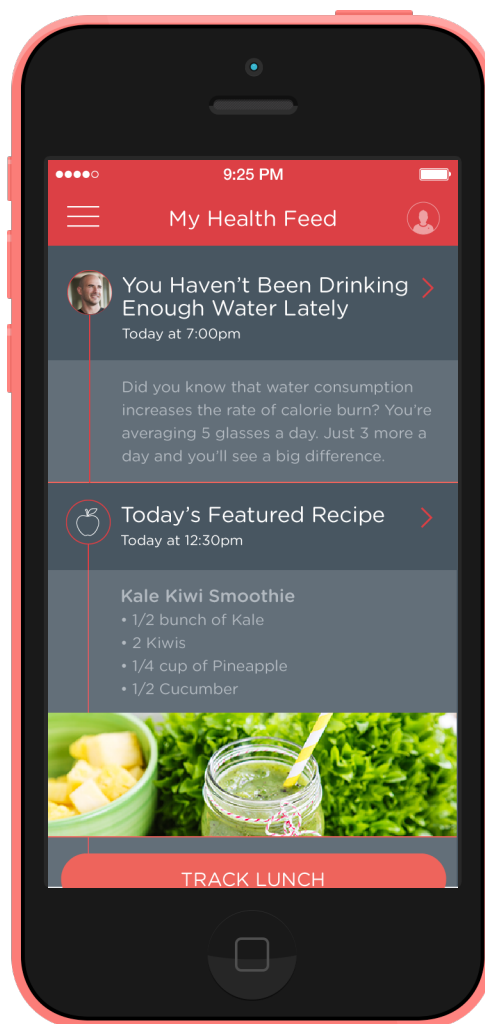 9:25 PM
My Health Feed
You Haven’t Been Drinking
Enough Water Lately
Today at 7:00pm
Did you know that water consumption
increases the rate of calorie burn? You’re
averaging 5 glasses a day. Just 3 more a
day and you'll see a big difference.
Today’s Featured Recipe
Today at 12:30pm
Kale Kiwi Smoothie
• 1/2 bunch of Kale
• 2 Kiwis
• 1/4 cup of Pineapple
• 1/2 Cucumber
TRACK LUNCH